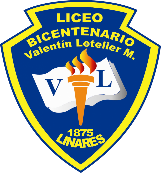 LICEO
BICENTENARIO
Valentín Letelier M.
V L
1875
LINARES